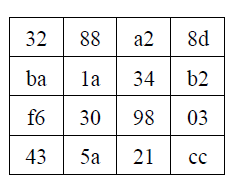 32 88 a2 8d
ba 1a 34 b2
f6 30 98 03
43 5a 21 cc